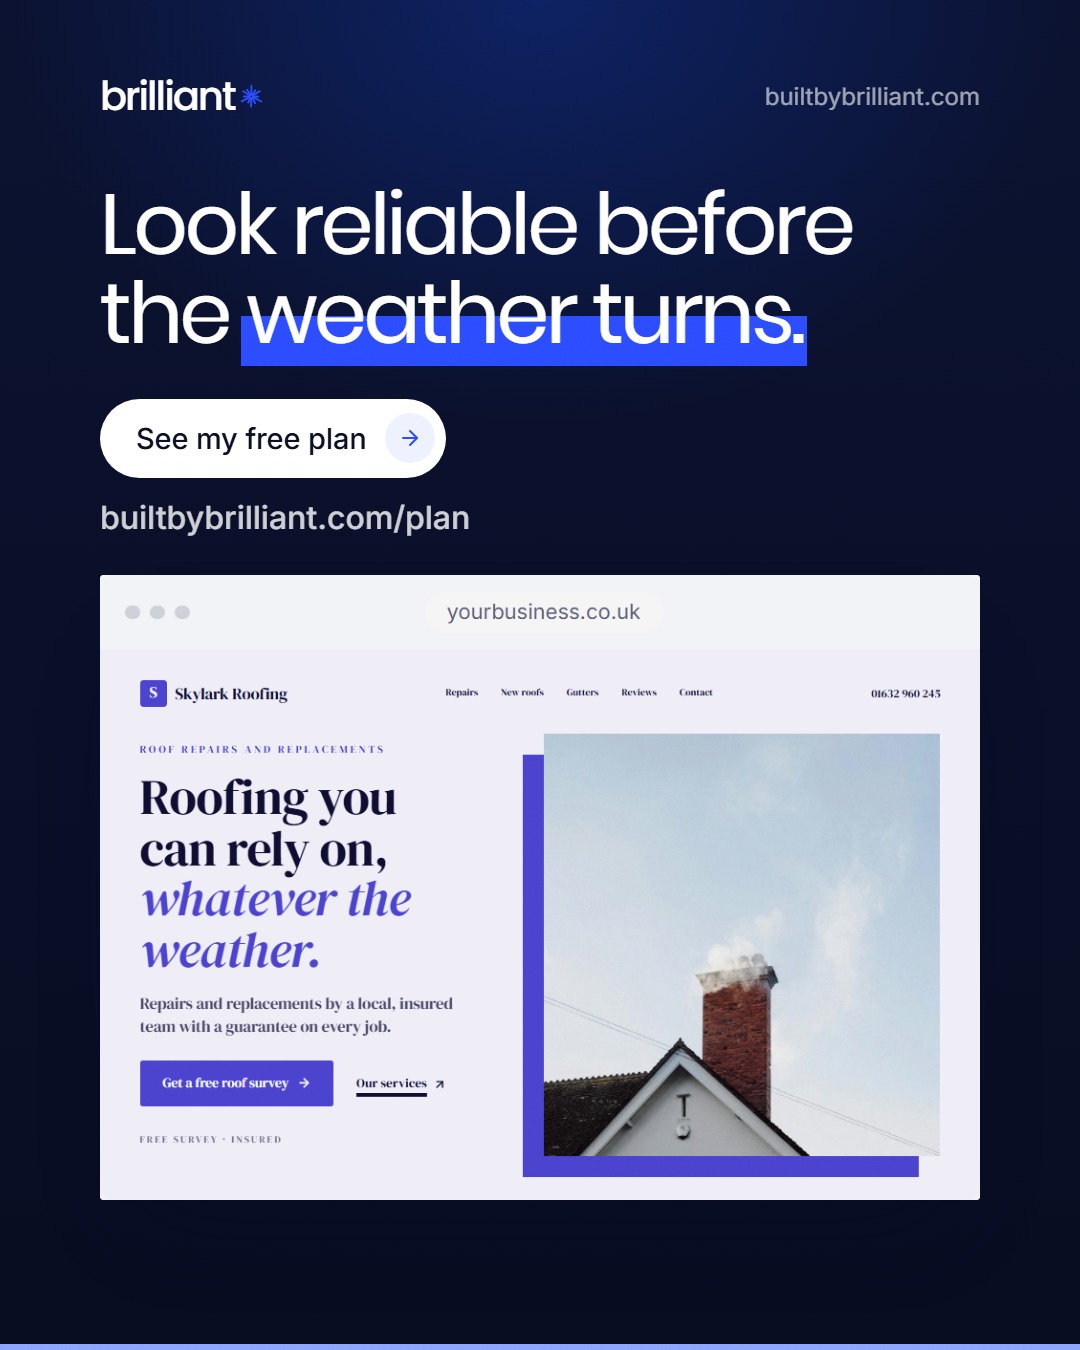 brilliant
builtbybrilliant.com
Look reliable before
the weather turns.
See my free plan
builtbybrilliant.com/plan
yourbusiness.co.uk
S Skylark Roofing
Repairs New roofs Gutters Reviews Contact
01632 960 245
ROOF REPAIRS AND REPLACEMENTS
Roofing you
can rely on,
whatever the
weather.
Repairs and replacements by a local, insured
team with a guarantee on every job.
Get a free roof survey →
Our services ↗
FREE SURVEY · INSURED